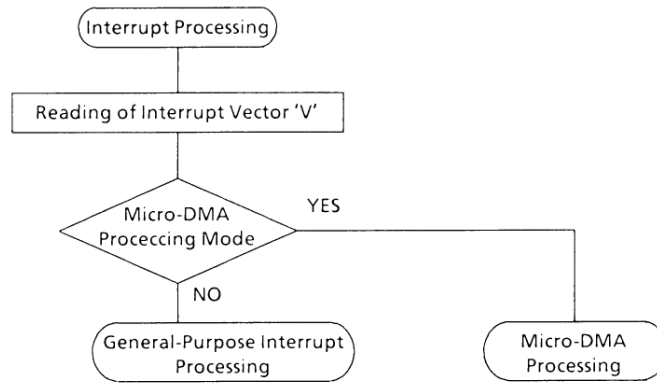 Interrupt Processing
Reading of Interrupt Vector 'V'
Micro-DMA
Proceccing Mode
YES
NO
General-Purpose Interrupt
Processing
Micro-DMA
Processing